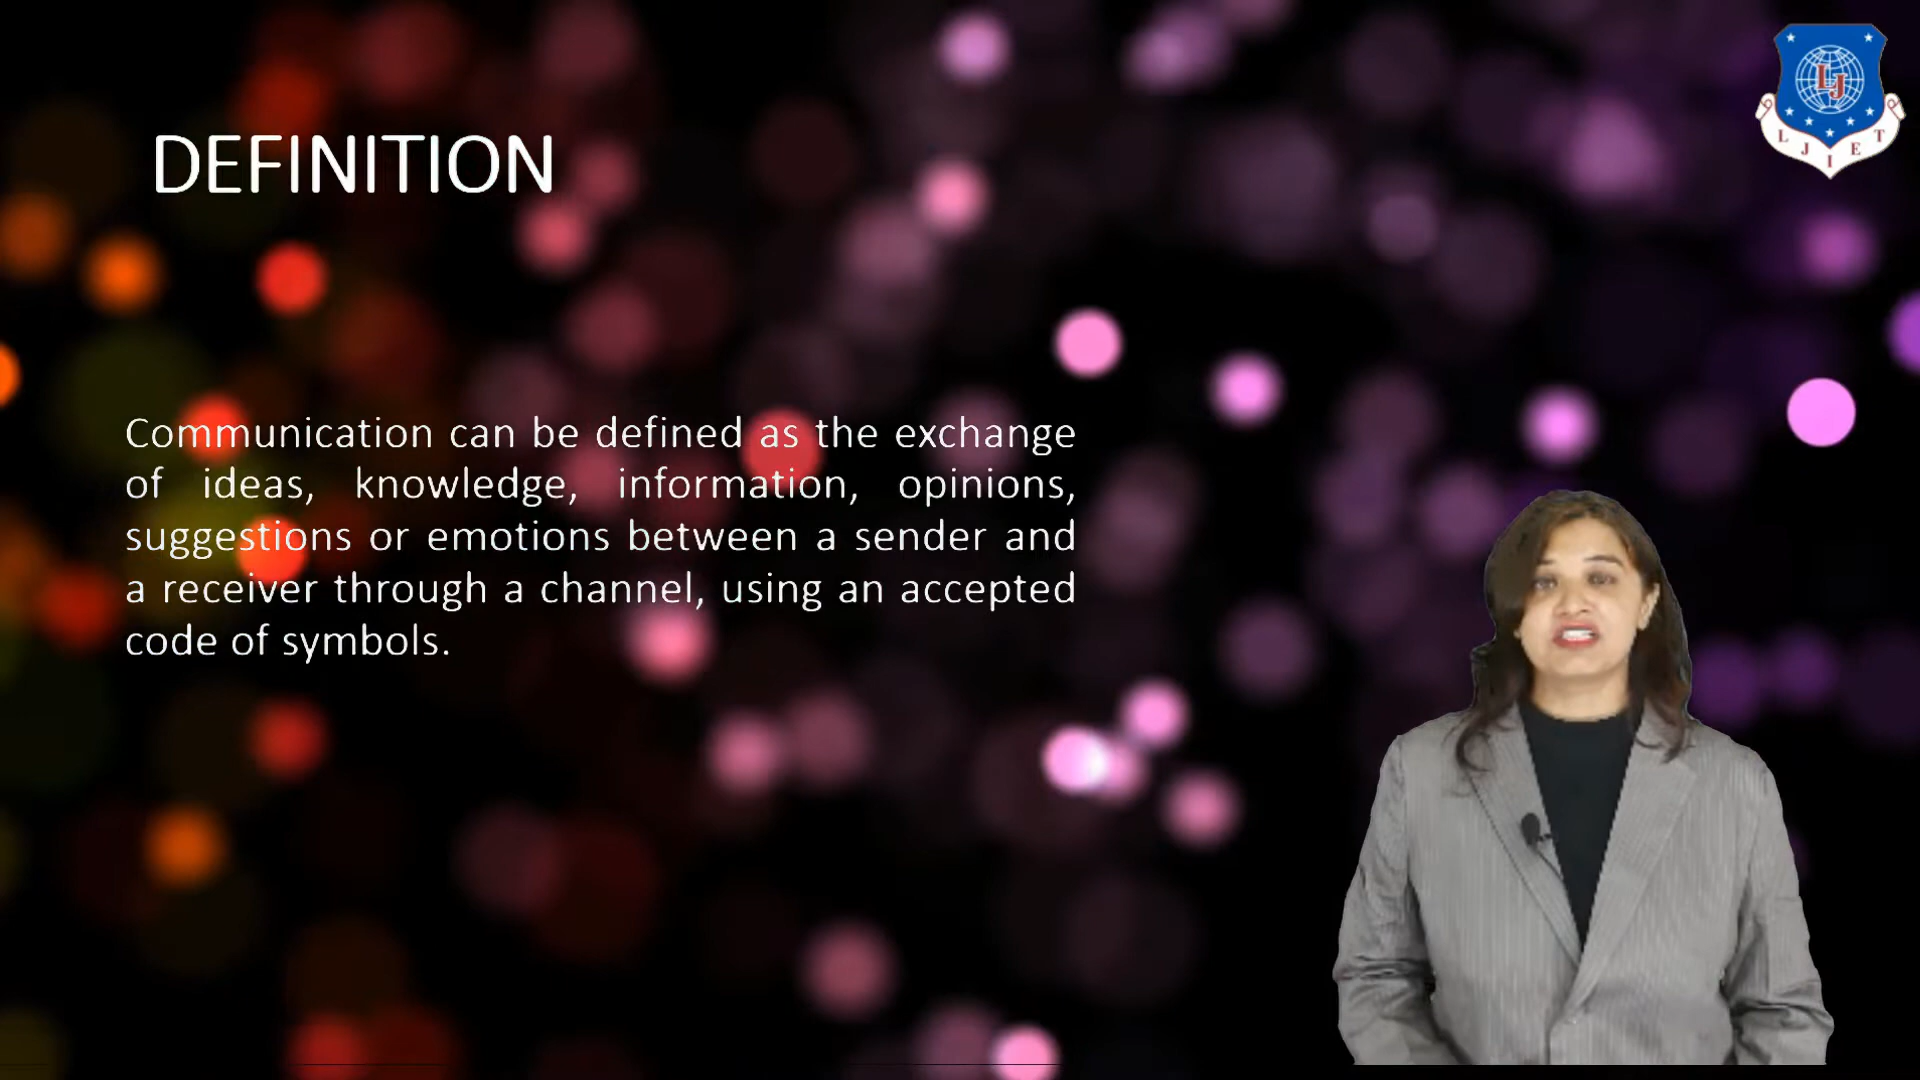 DEFINITION
Communication can be defined as the exchange
of ideas, knowledge, information, opinions,
suggestions or emotions between a sender and
a receiver through a channel, using an accepted
code of symbols.
LJ
L J I E T